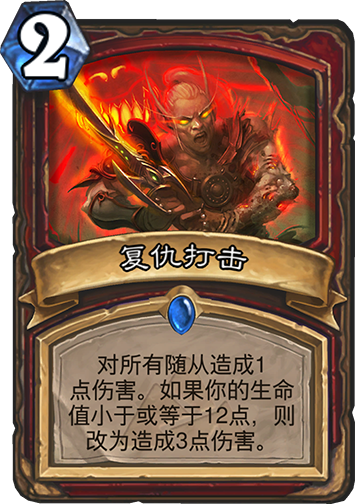 2
复仇打击
对所有随从造成1
点伤害。如果你的生命
值小于或等于12点，则
改为造成3点伤害。